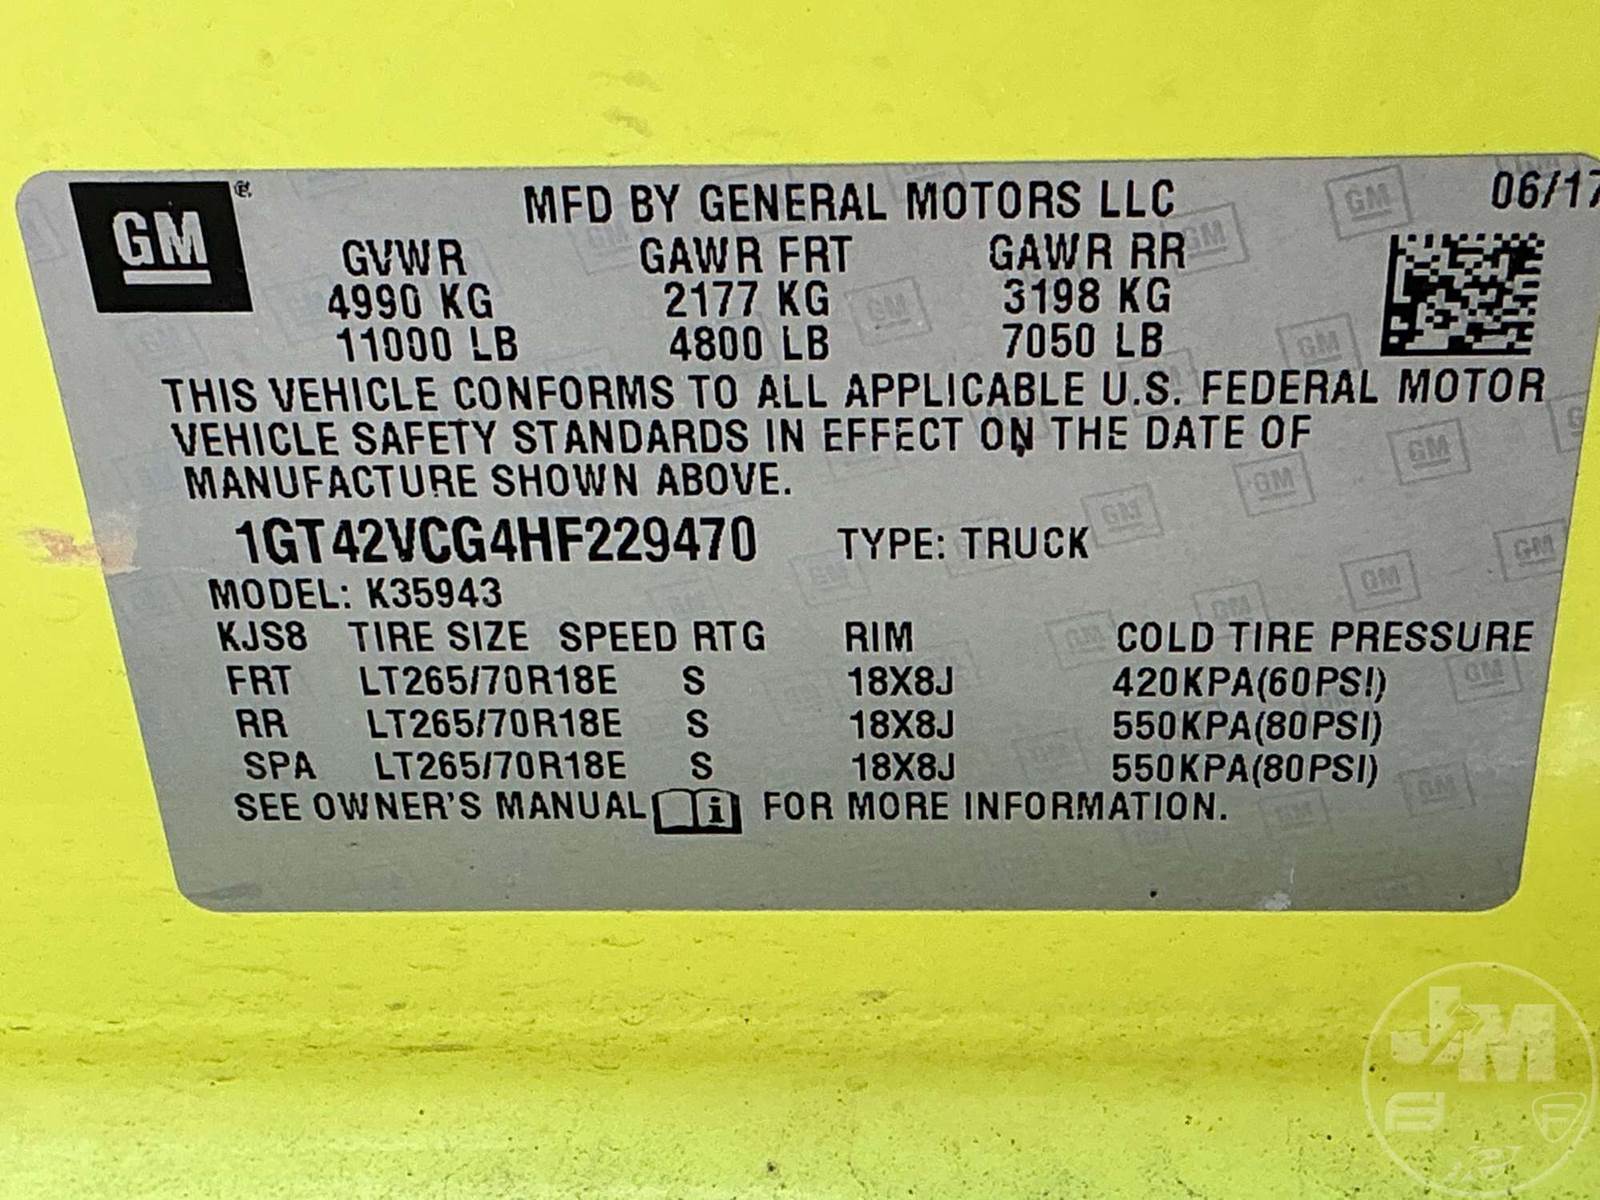 GM ®
MFD BY GENERAL MOTORS LLC 06/17
GVWR GAWR FRT GAWR RR
4990 KG 2177 KG 3198 KG
11000 LB 4800 LB 7050 LB
THIS VEHICLE CONFORMS TO ALL APPLICABLE U.S. FEDERAL MOTOR
VEHICLE SAFETY STANDARDS IN EFFECT ON THE DATE OF
MANUFACTURE SHOWN ABOVE.
1GT42VCG4HF229470 TYPE: TRUCK
MODEL: K35943
KJS8 TIRE SIZE SPEED RTG RIM COLD TIRE PRESSURE
FRT LT265/70R18E S 18X8J 420KPA(60PSI)
RR LT265/70R18E S 18X8J 550KPA(80PSI)
SPA LT265/70R18E S 18X8J 550KPA(80PSI)
SEE OWNER'S MANUAL FOR MORE INFORMATION.
JM